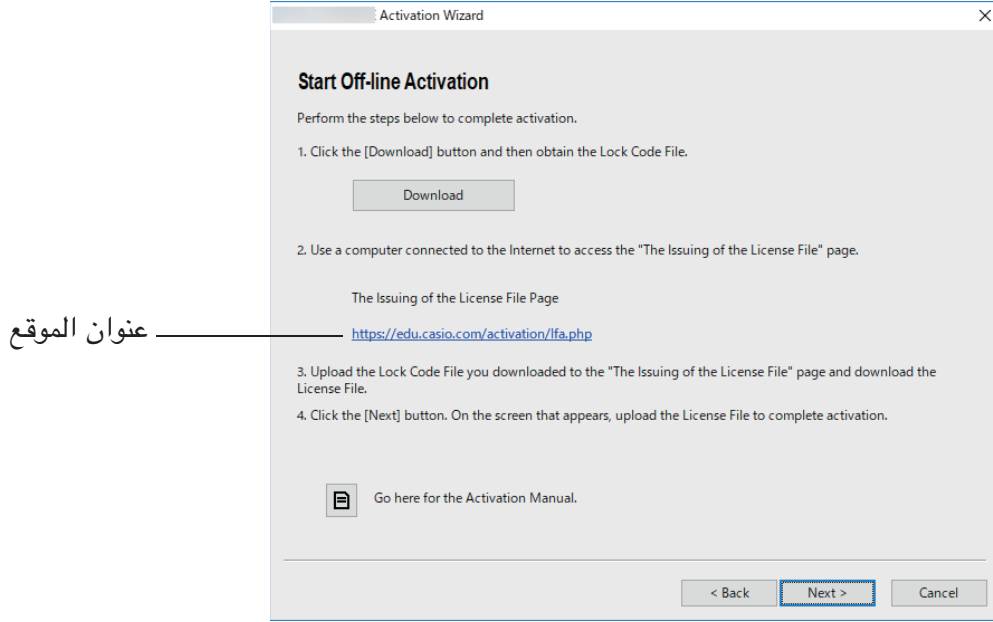 Activation Wizard
Start Off-line Activation
Perform the steps below to complete activation.
1. Click the [Download] button and then obtain the Lock Code File.
Download
2. Use a computer connected to the Internet to access the "The Issuing of the License File" page.
The Issuing of the License File Page
عنوان الموقع
https://edu.casio.com/activation/lfa.php
3. Upload the Lock Code File you downloaded to the "The Issuing of the License File" page and download the
License File.
4. Click the [Next] button. On the screen that appears, upload the License File to complete activation.
Go here for the Activation Manual.
< Back Next > Cancel